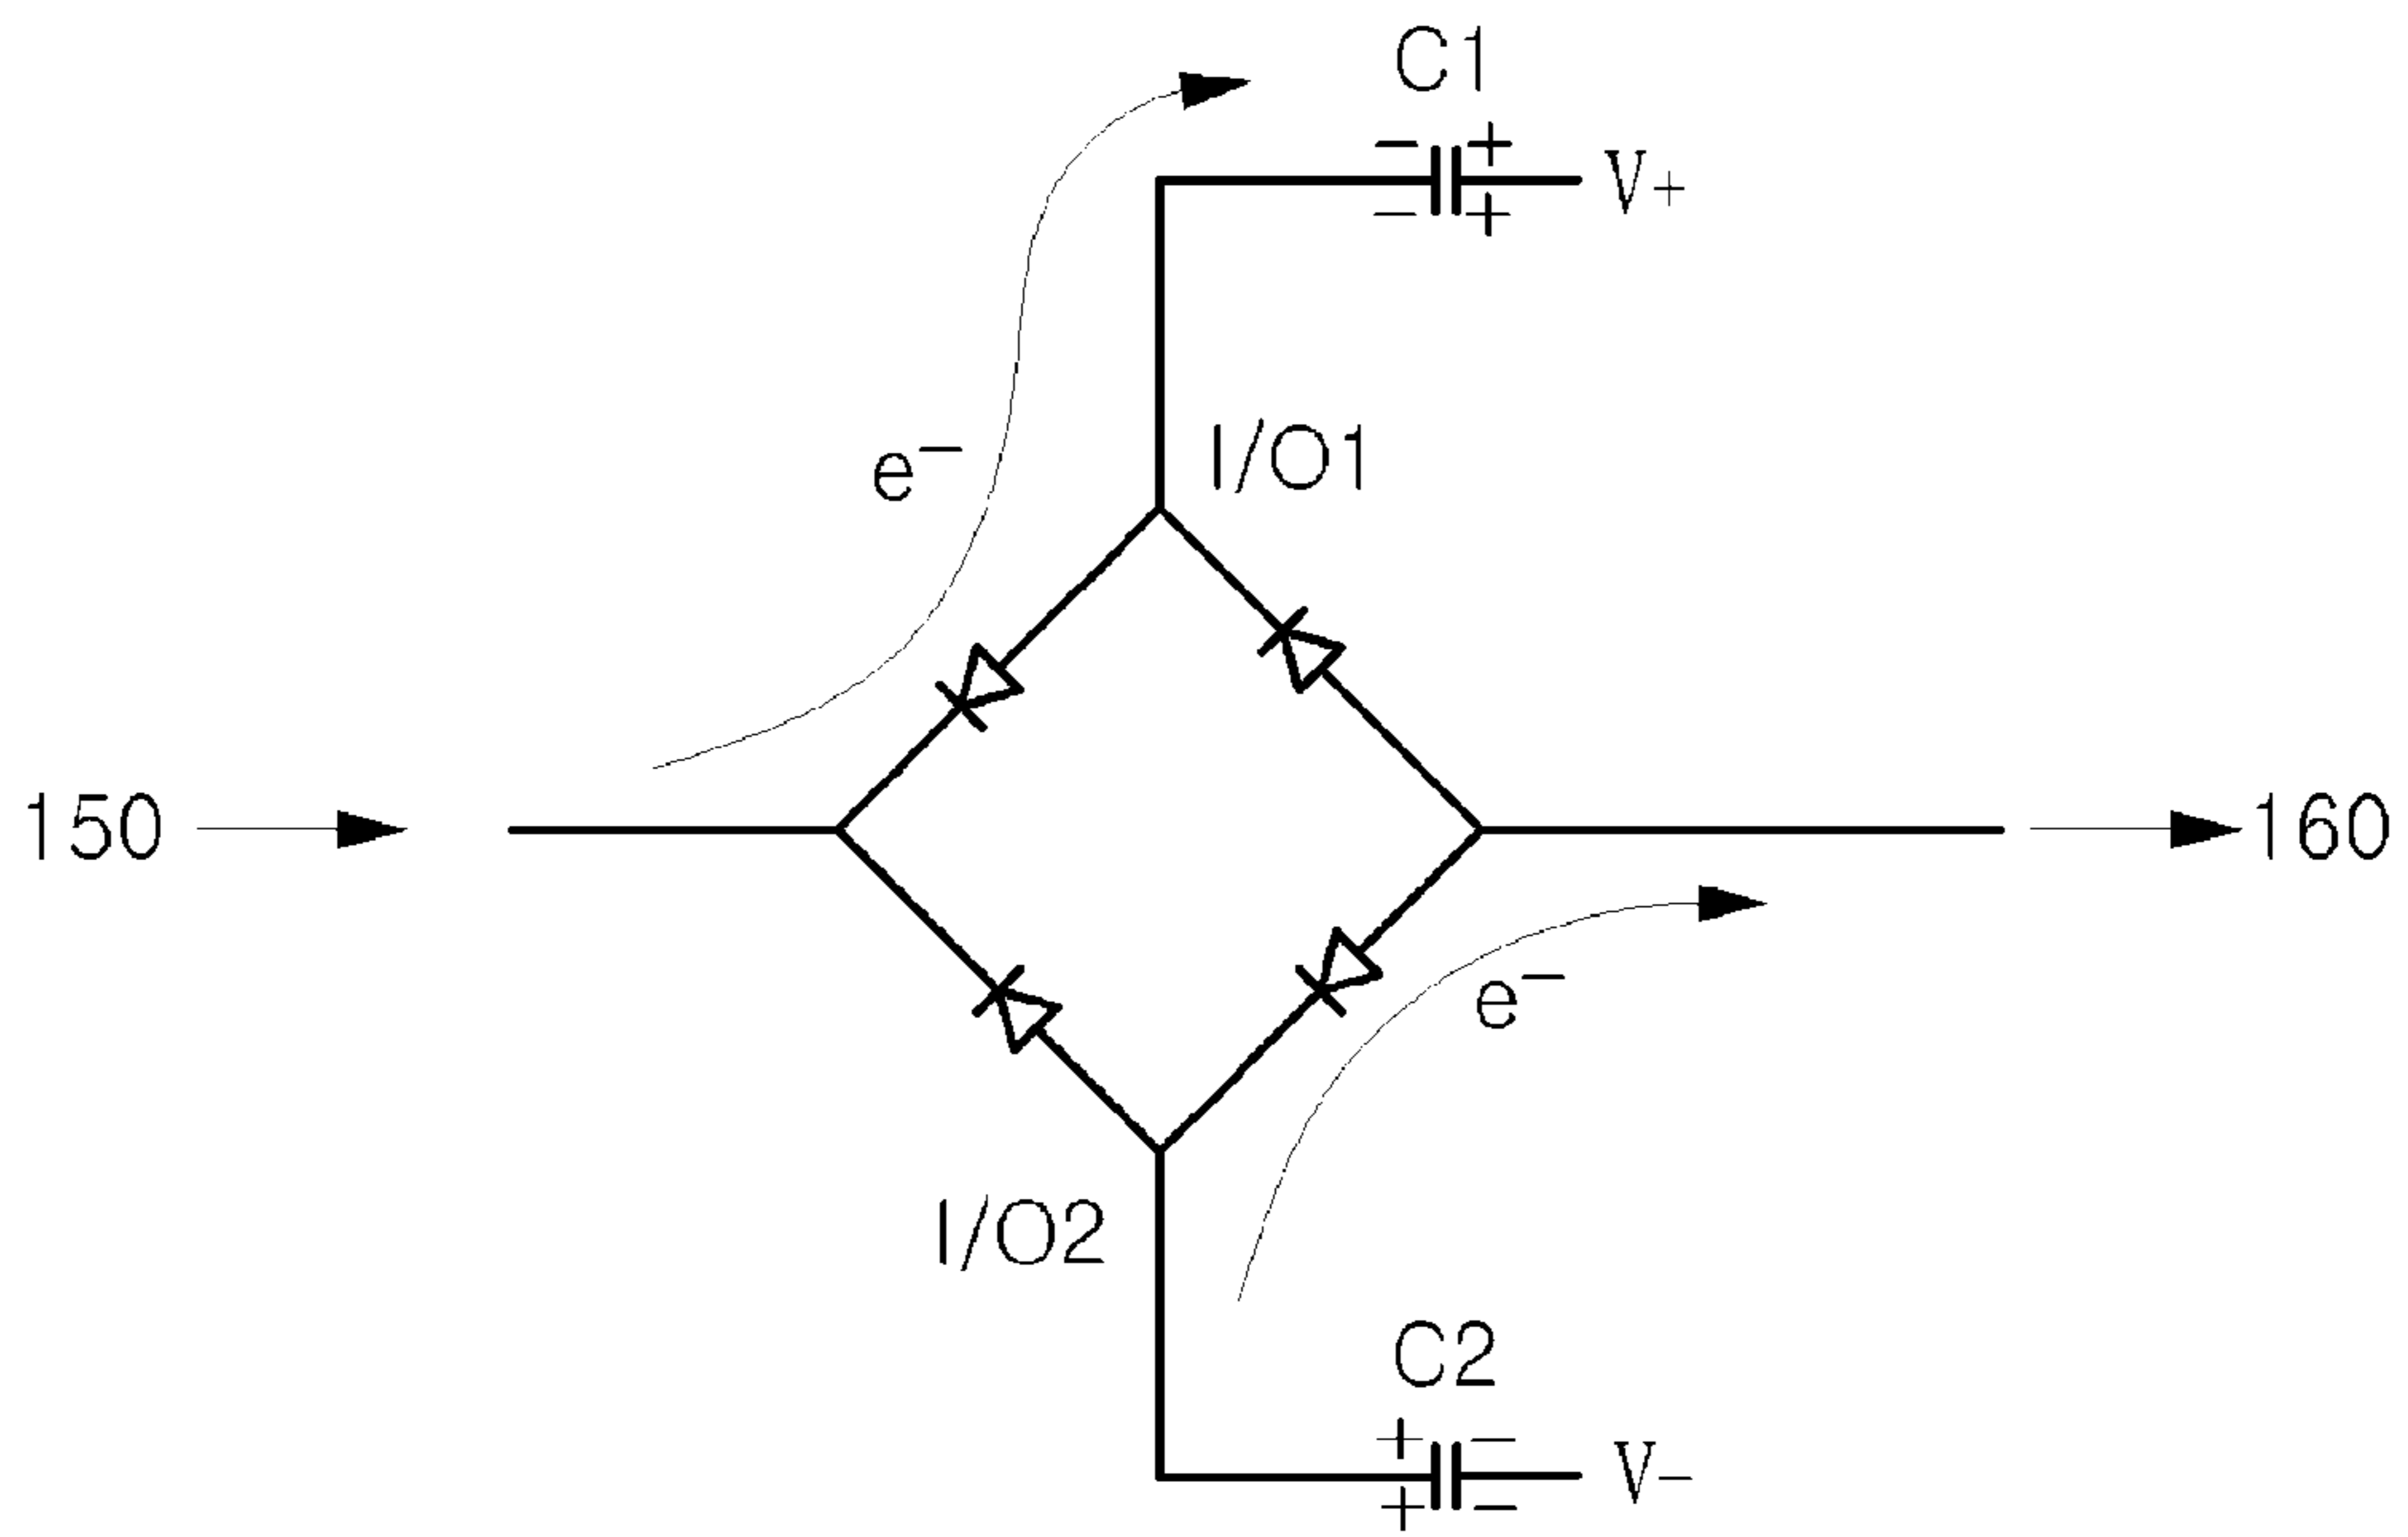 C1
− + V+
− +
e− I/O1
150 160
e−
I/O2
C2
+ − V−
+ −